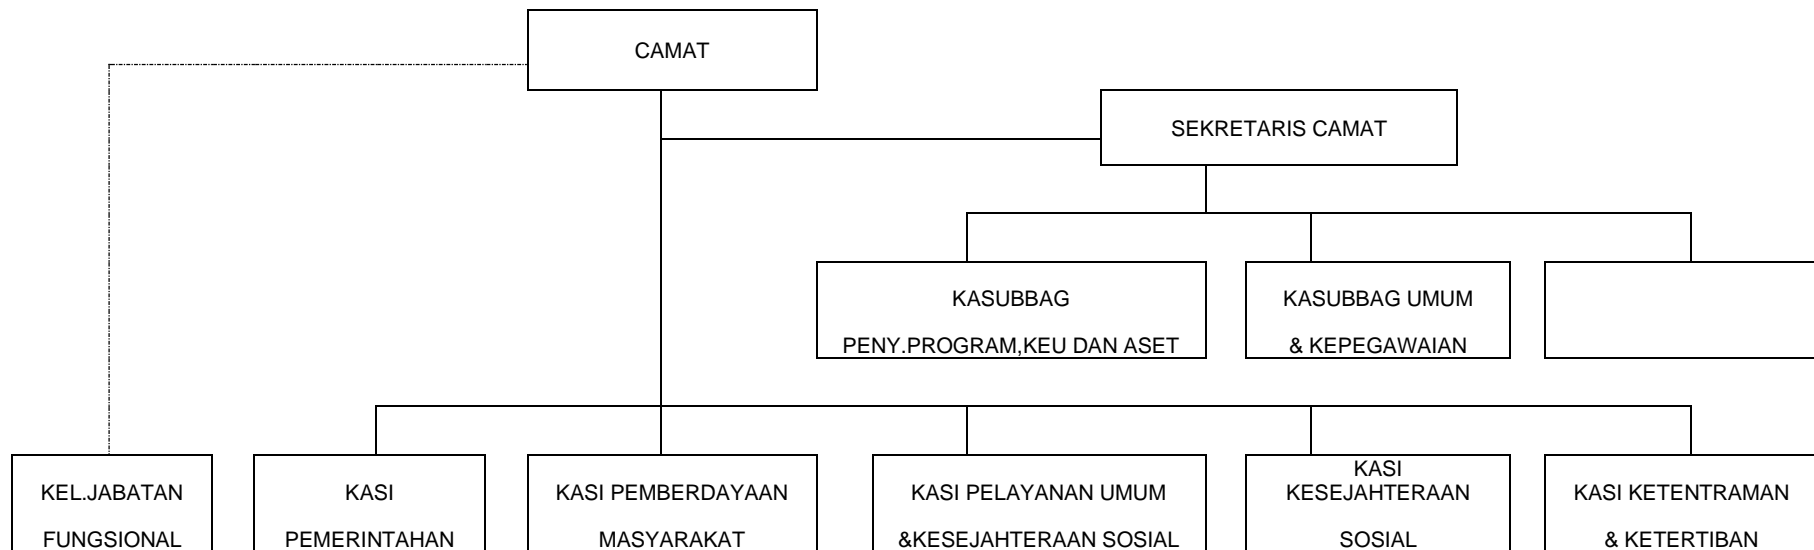 CAMAT
SEKRETARIS CAMAT
KASUBBAG
PENY.PROGRAM,KEU DAN ASET
KASUBBAG UMUM
& KEPEGAWAIAN
KEL.JABATAN
FUNGSIONAL
KASI
PEMERINTAHAN
KASI PEMBERDAYAAN
MASYARAKAT
KASI PELAYANAN UMUM
&KESEJAHTERAAN SOSIAL
KASI
KESEJAHTERAAN
SOSIAL
KASI KETENTRAMAN
& KETERTIBAN